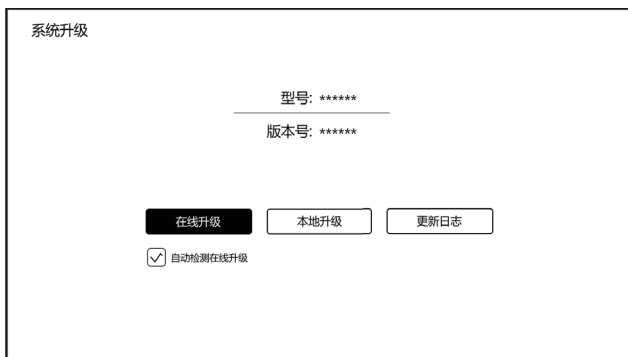 系统升级
型号: ******
版本号: ******
在线升级 本地升级 更新日志
自动检测在线升级